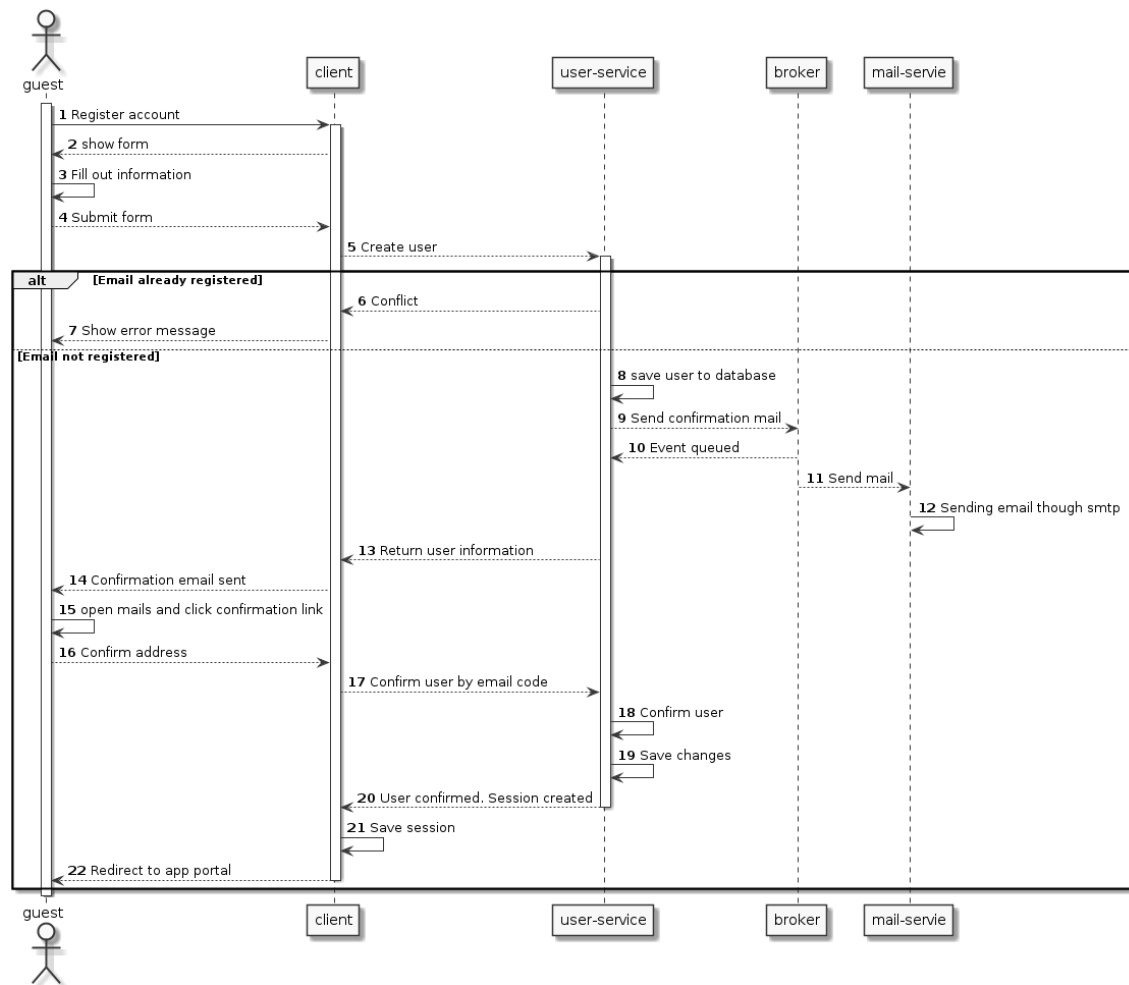 guest
client
user-service
broker
mail-servie
1 Register account
2 show form
3 Fill out information
4 Submit form
5 Create user
alt [Email already registered]
6 Conflict
7 Show error message
[Email not registered]
8 save user to database
9 Send confirmation mail
10 Event queued
11 Send mail
12 Sending email though smtp
13 Return user information
14 Confirmation email sent
15 open mails and click confirmation link
16 Confirm address
17 Confirm user by email code
18 Confirm user
19 Save changes
20 User confirmed. Session created
21 Save session
22 Redirect to app portal
guest
client
user-service
broker
mail-servie